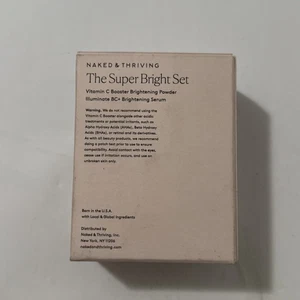 NAKED & THRIVING
The Super Bright Set
Vitamin C Booster Brightening Powder
Illuminate BC+ Brightening Serum
Warning. We do not recommend using the
Vitamin C Booster alongside other acidic
treatments or potential irritants, such as
Alpha Hydroxy Acids (AHAs), Beta Hydroxy
Acids (BHAs), or retinol and its derivatives.
As with all beauty products, we recommend
doing a patch test prior to use to ensure
compatibility. Avoid contact with the eyes,
never use if irritation occurs, and use on
unbroken skin only.
Born in the U.S.A
with Local & Global Ingredients
Distributed by
Naked & Thriving, Inc.
New York, NY
nakedandthriving.com